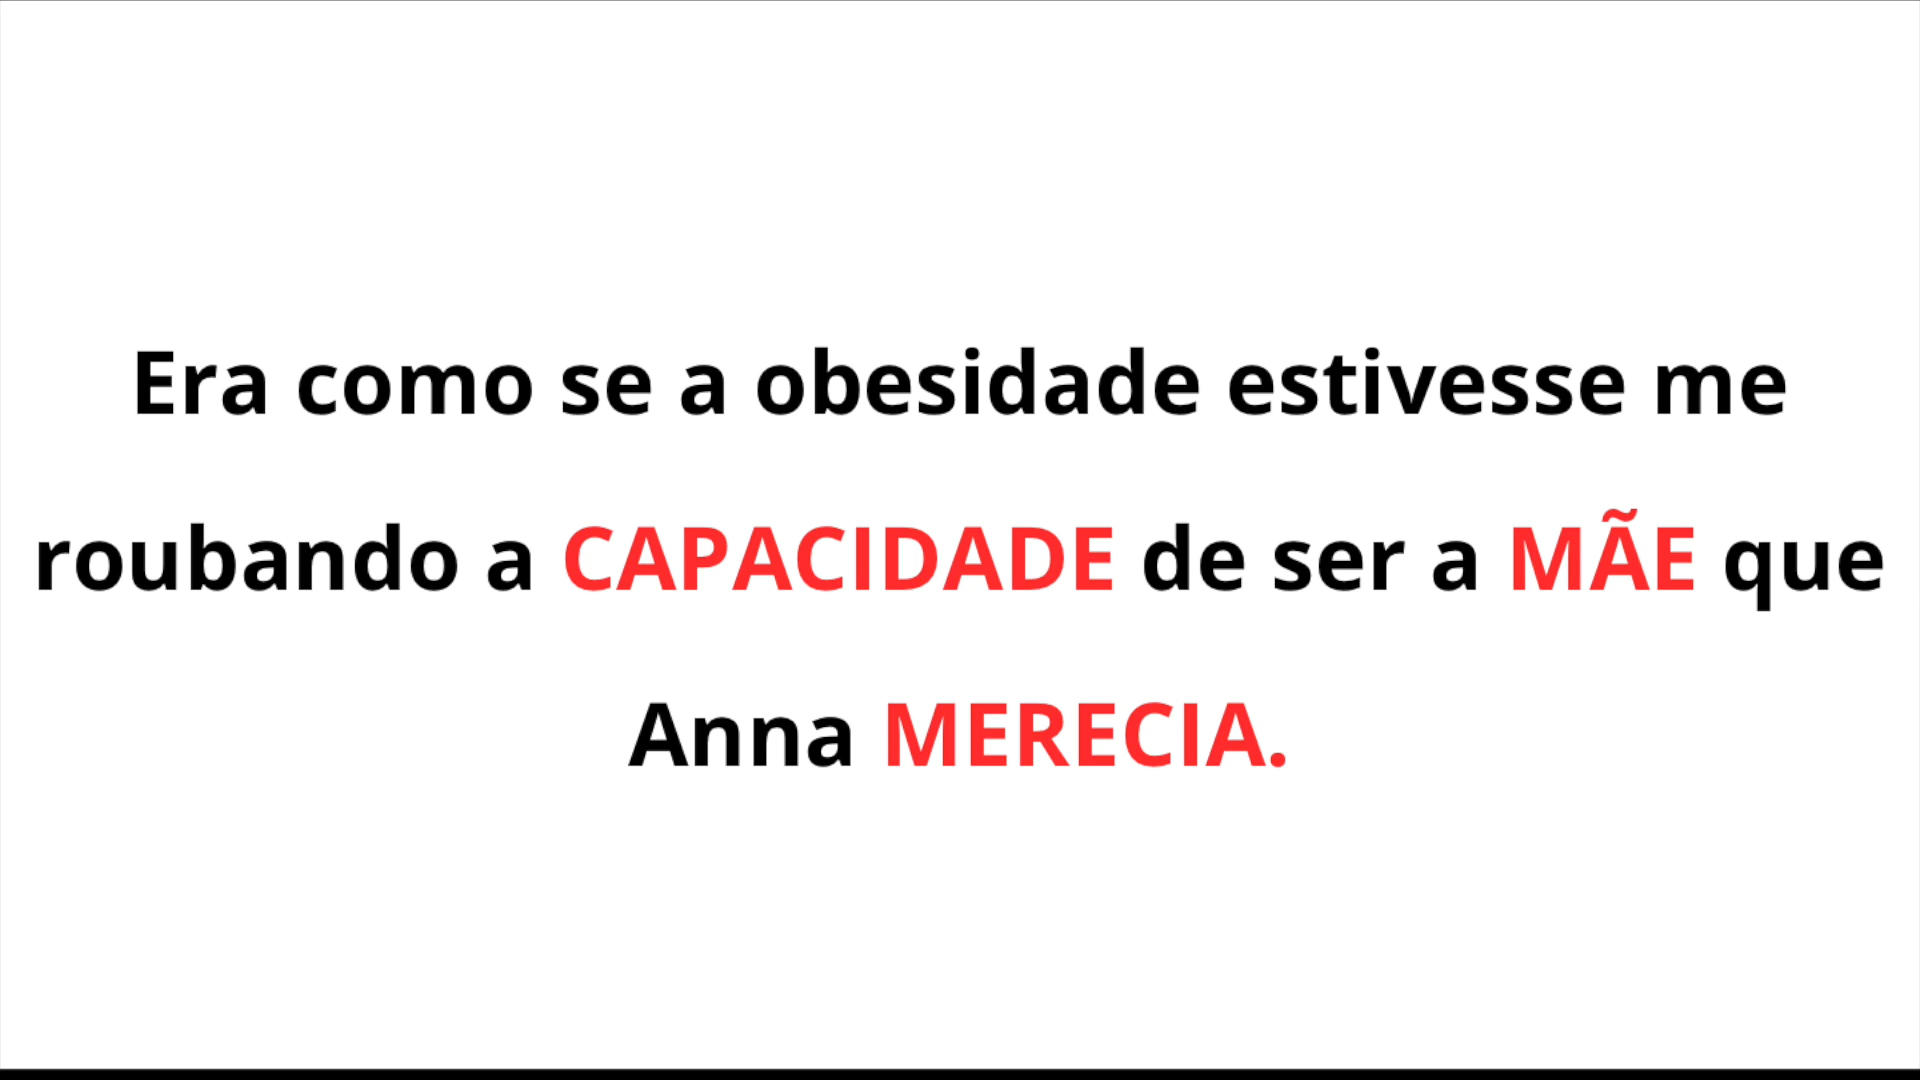 Era como se a obesidade estivesse me
roubando a CAPACIDADE de ser a MÃE que
Anna MERECIA.